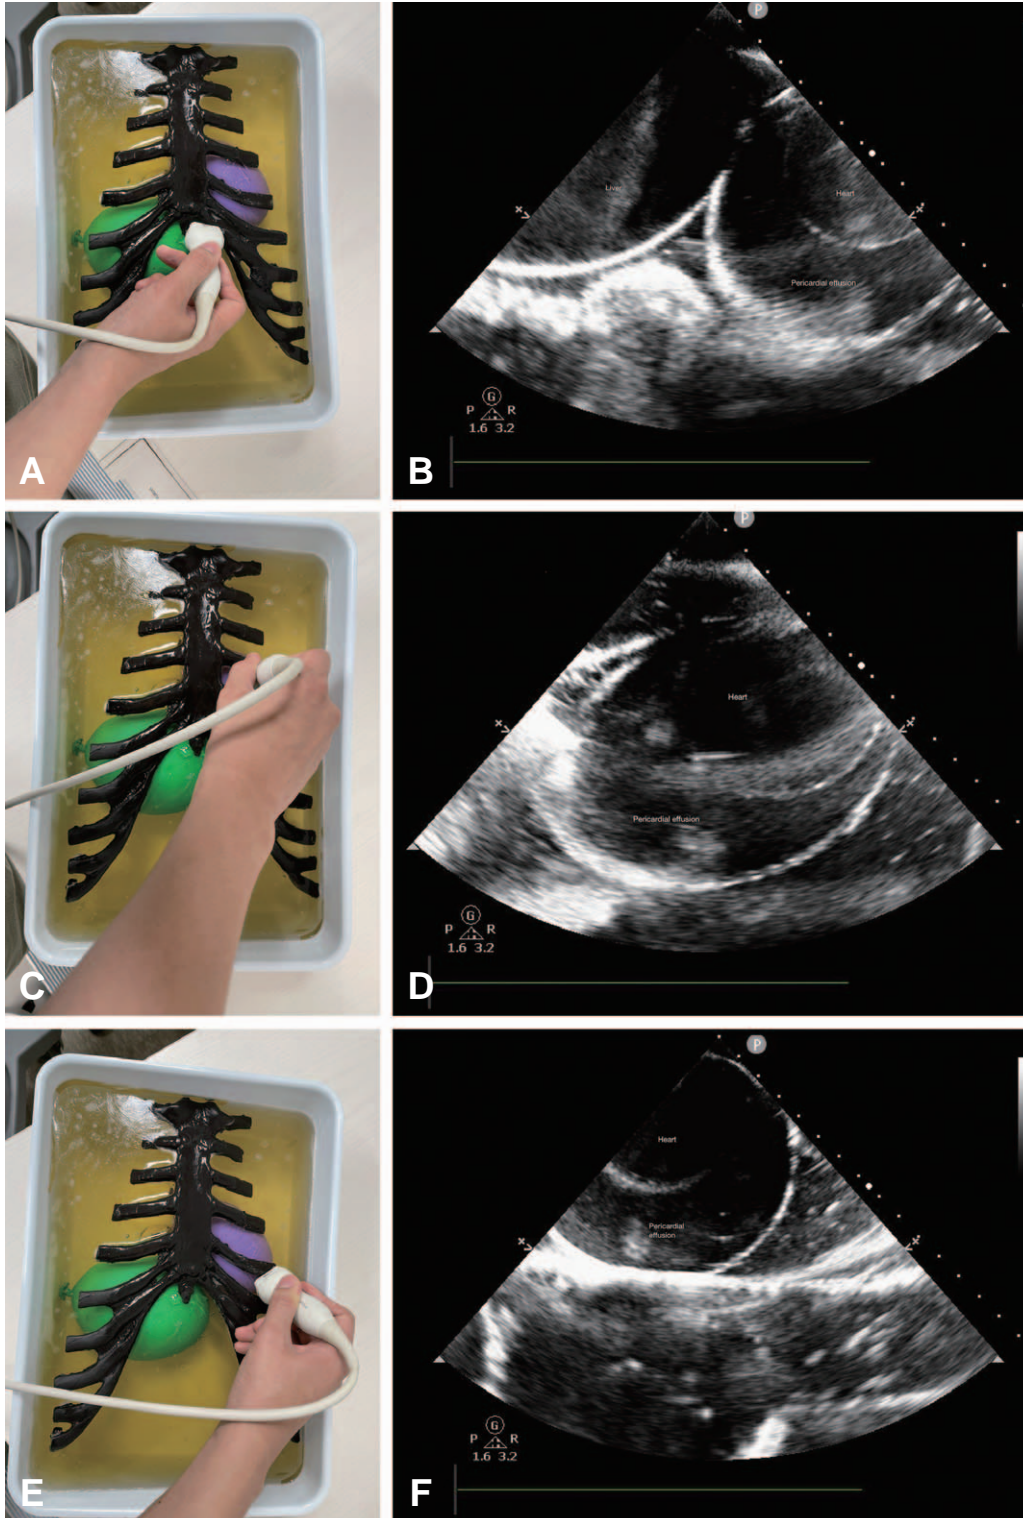 P
Liver
Heart
Pericardial effusion
G
P R
1.6 3.2
A
B
P
Heart
Pericardial effusion
G
P R
1.6 3.2
C
D
P
Heart
Pericardial
effusion
G
P R
1.6 3.2
E
F